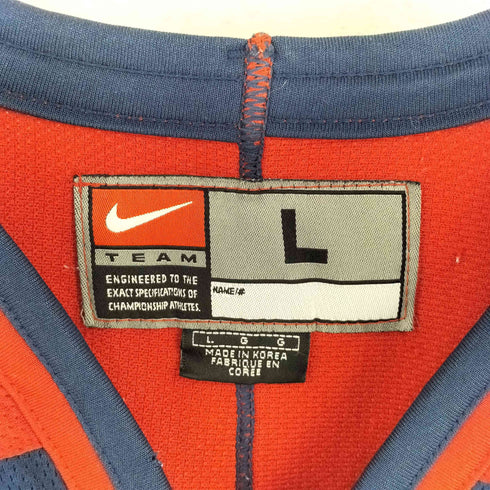 TEAM
ENGINEERED TO THE
EXACT SPECIFICATIONS OF
CHAMPIONSHIP ATHLETES.
L
NAME/#
L G G
MADE IN KOREA
FABRIQUE EN
COREE